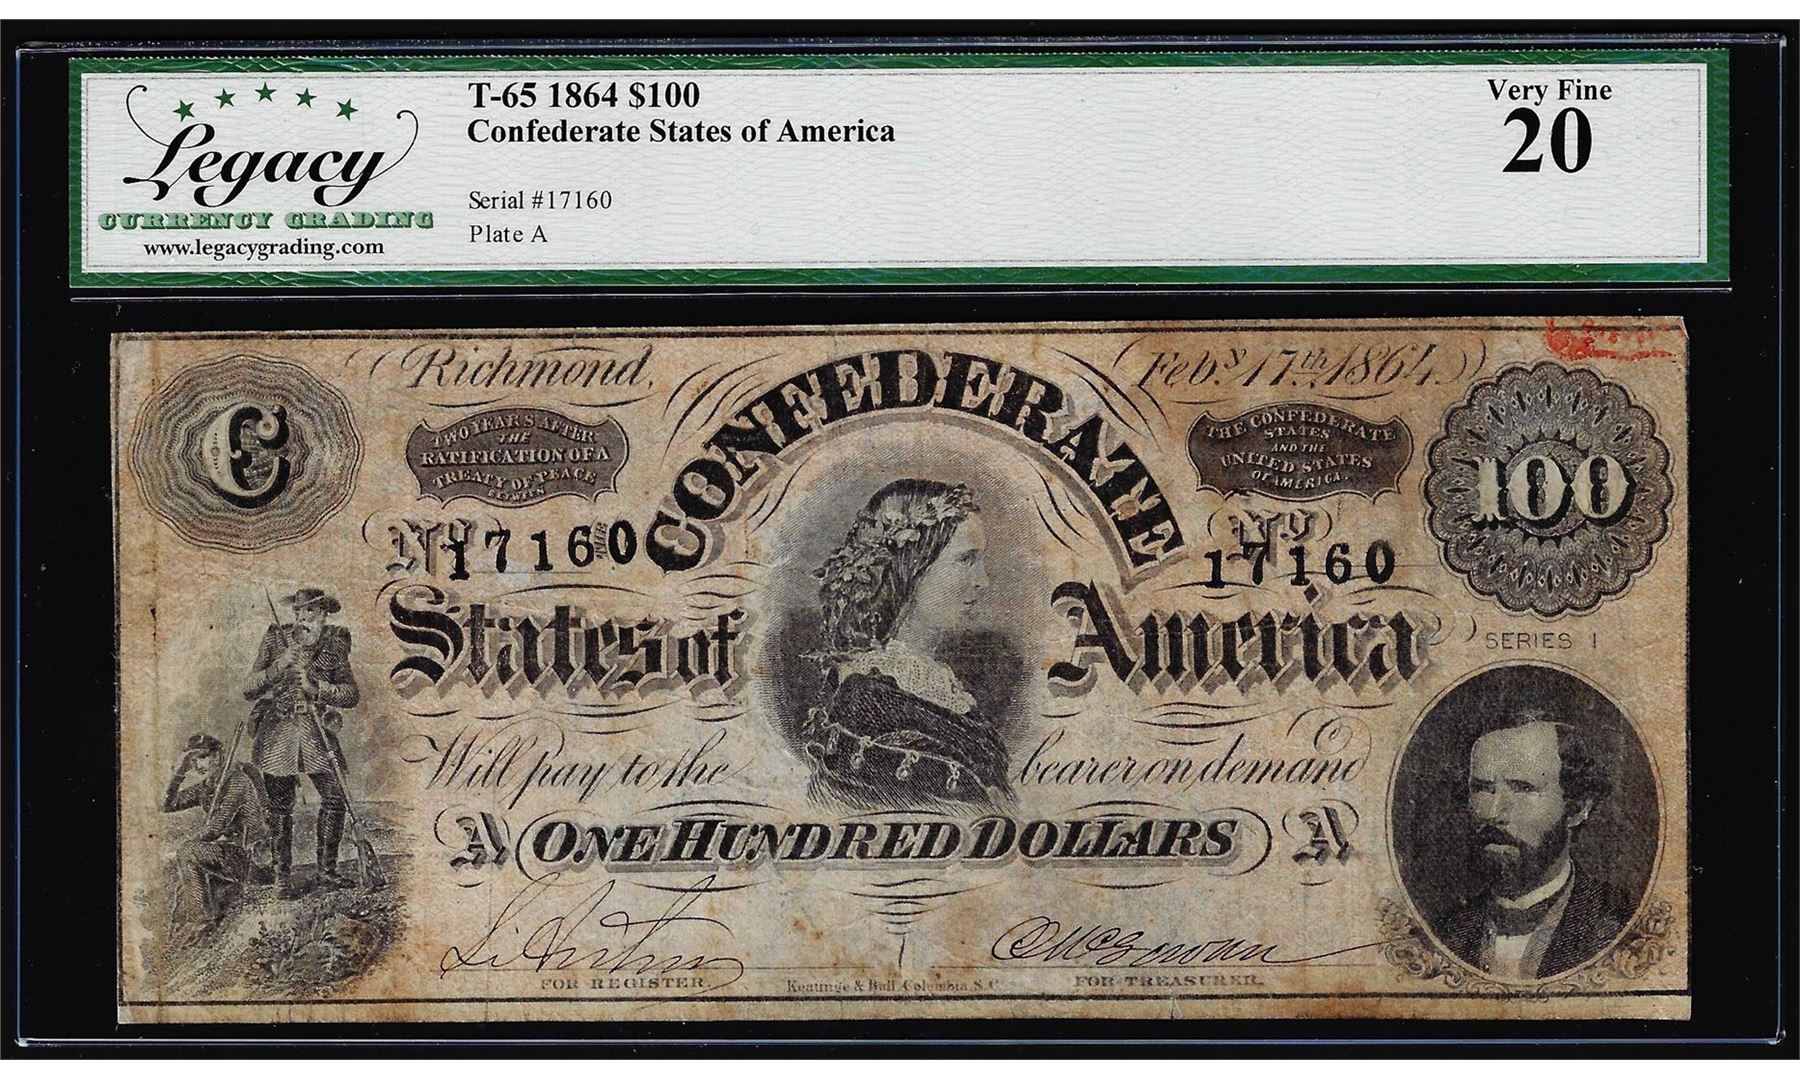 Legacy
CURRENCY GRADING
www.legacygrading.com
T-65 1864 $100
Confederate States of America
Serial #17160
Plate A
Very Fine
20
Richmond,
Feby. 17th. 1864
C
TWO YEARS AFTER
THE
RATIFICATION OF A
TREATY OF PEACE
BETWEEN
CONFEDERATE
THE CONFEDERATE
STATES
AND THE
UNITED STATES
OF AMERICA.
100
No 17160
No 17160
States of America
SERIES 1
Will pay to the bearer on demand
A ONE HUNDRED DOLLARS A
C McGowan
FOR REGISTER.
Keatinge & Ball, Columbia, S.C.
FOR TREASURER.